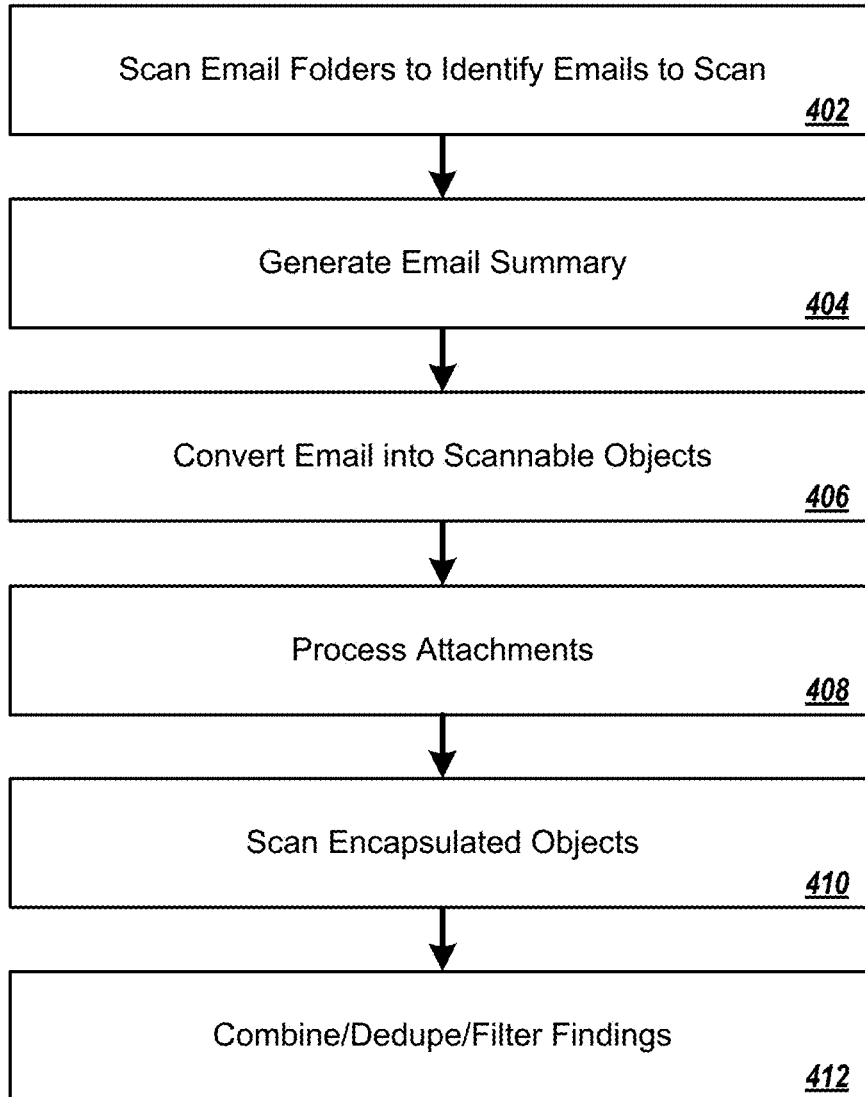 Scan Email Folders to Identify Emails to Scan
402
Generate Email Summary
404
Convert Email into Scannable Objects
406
Process Attachments
408
Scan Encapsulated Objects
410
Combine/Dedupe/Filter Findings
412